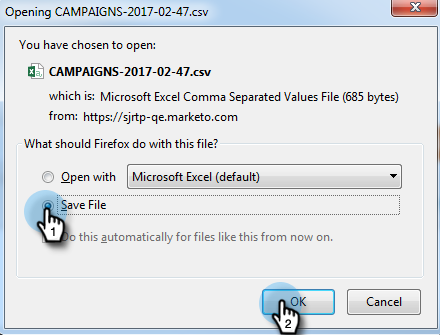 Opening CAMPAIGNS-2017-02-47.csv
You have chosen to open:
CAMPAIGNS-2017-02-47.csv
which is: Microsoft Excel Comma Separated Values File (685 bytes)
from: https://sjrtp-qe.marketo.com
What should Firefox do with this file?
Open with Microsoft Excel (default)
Save File
1
Do this automatically for files like this from now on.
OK Cancel
2